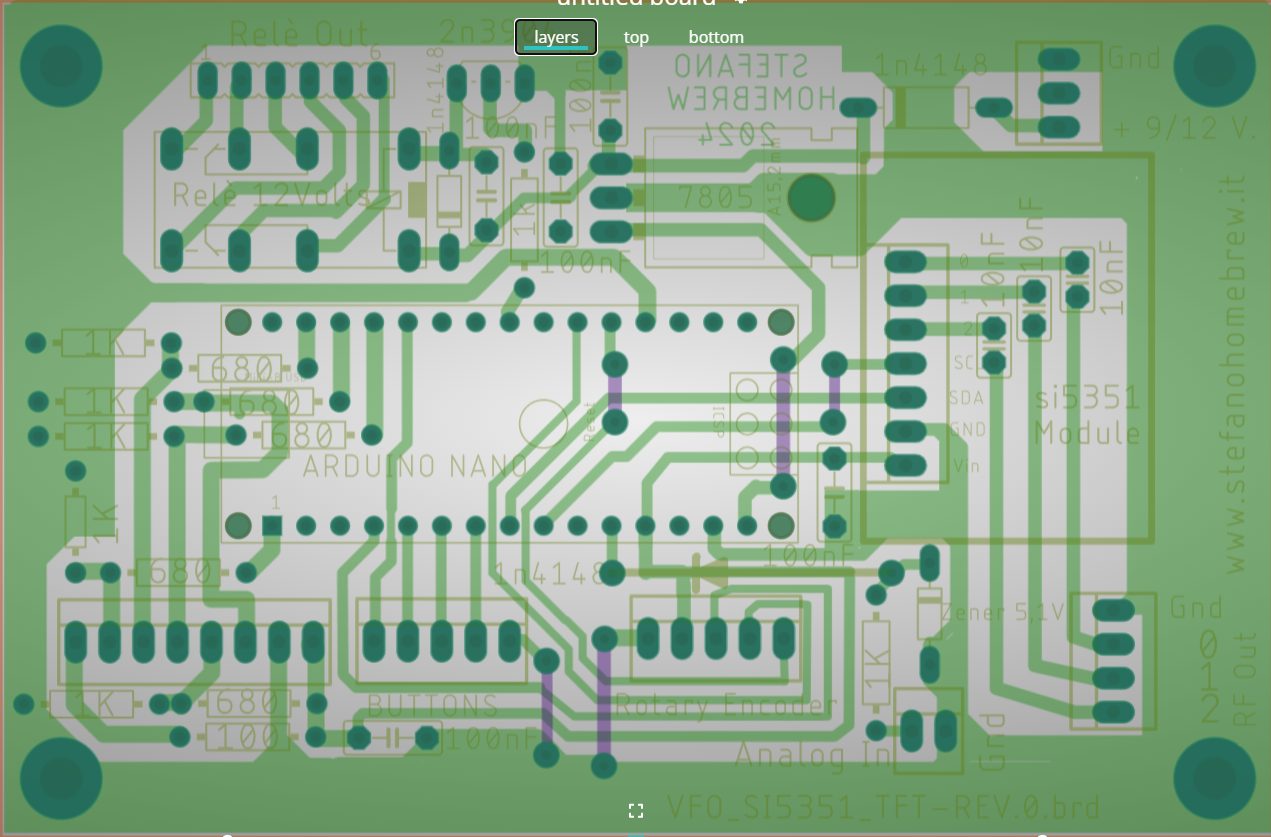 untitled board
layers top bottom
Relè Out
1 6
1n4148
100nF
100nF
STEFANO
HOMEBREW
2024
1n4148
Gnd
+ 9/12 V.
Relè 12Volts
1K
7805
A15,2mm
100nF
0
1
2
SDA
GND
Vin
10nF
10nF
10nF
si5351
Module
www.stefanohomebrew.it
1K
680
1K
680
1K
680
Reset
ICSP
ARDUINO NANO
1
1K
680
1n4148
100nF
Zener 5,1V
Gnd
0
1
2
RF Out
1K
680
100
BUTTONS
100nF
Rotary Encoder
1K
Analog In
Gnd
VFO_SI5351_TFT-REV.0.brd